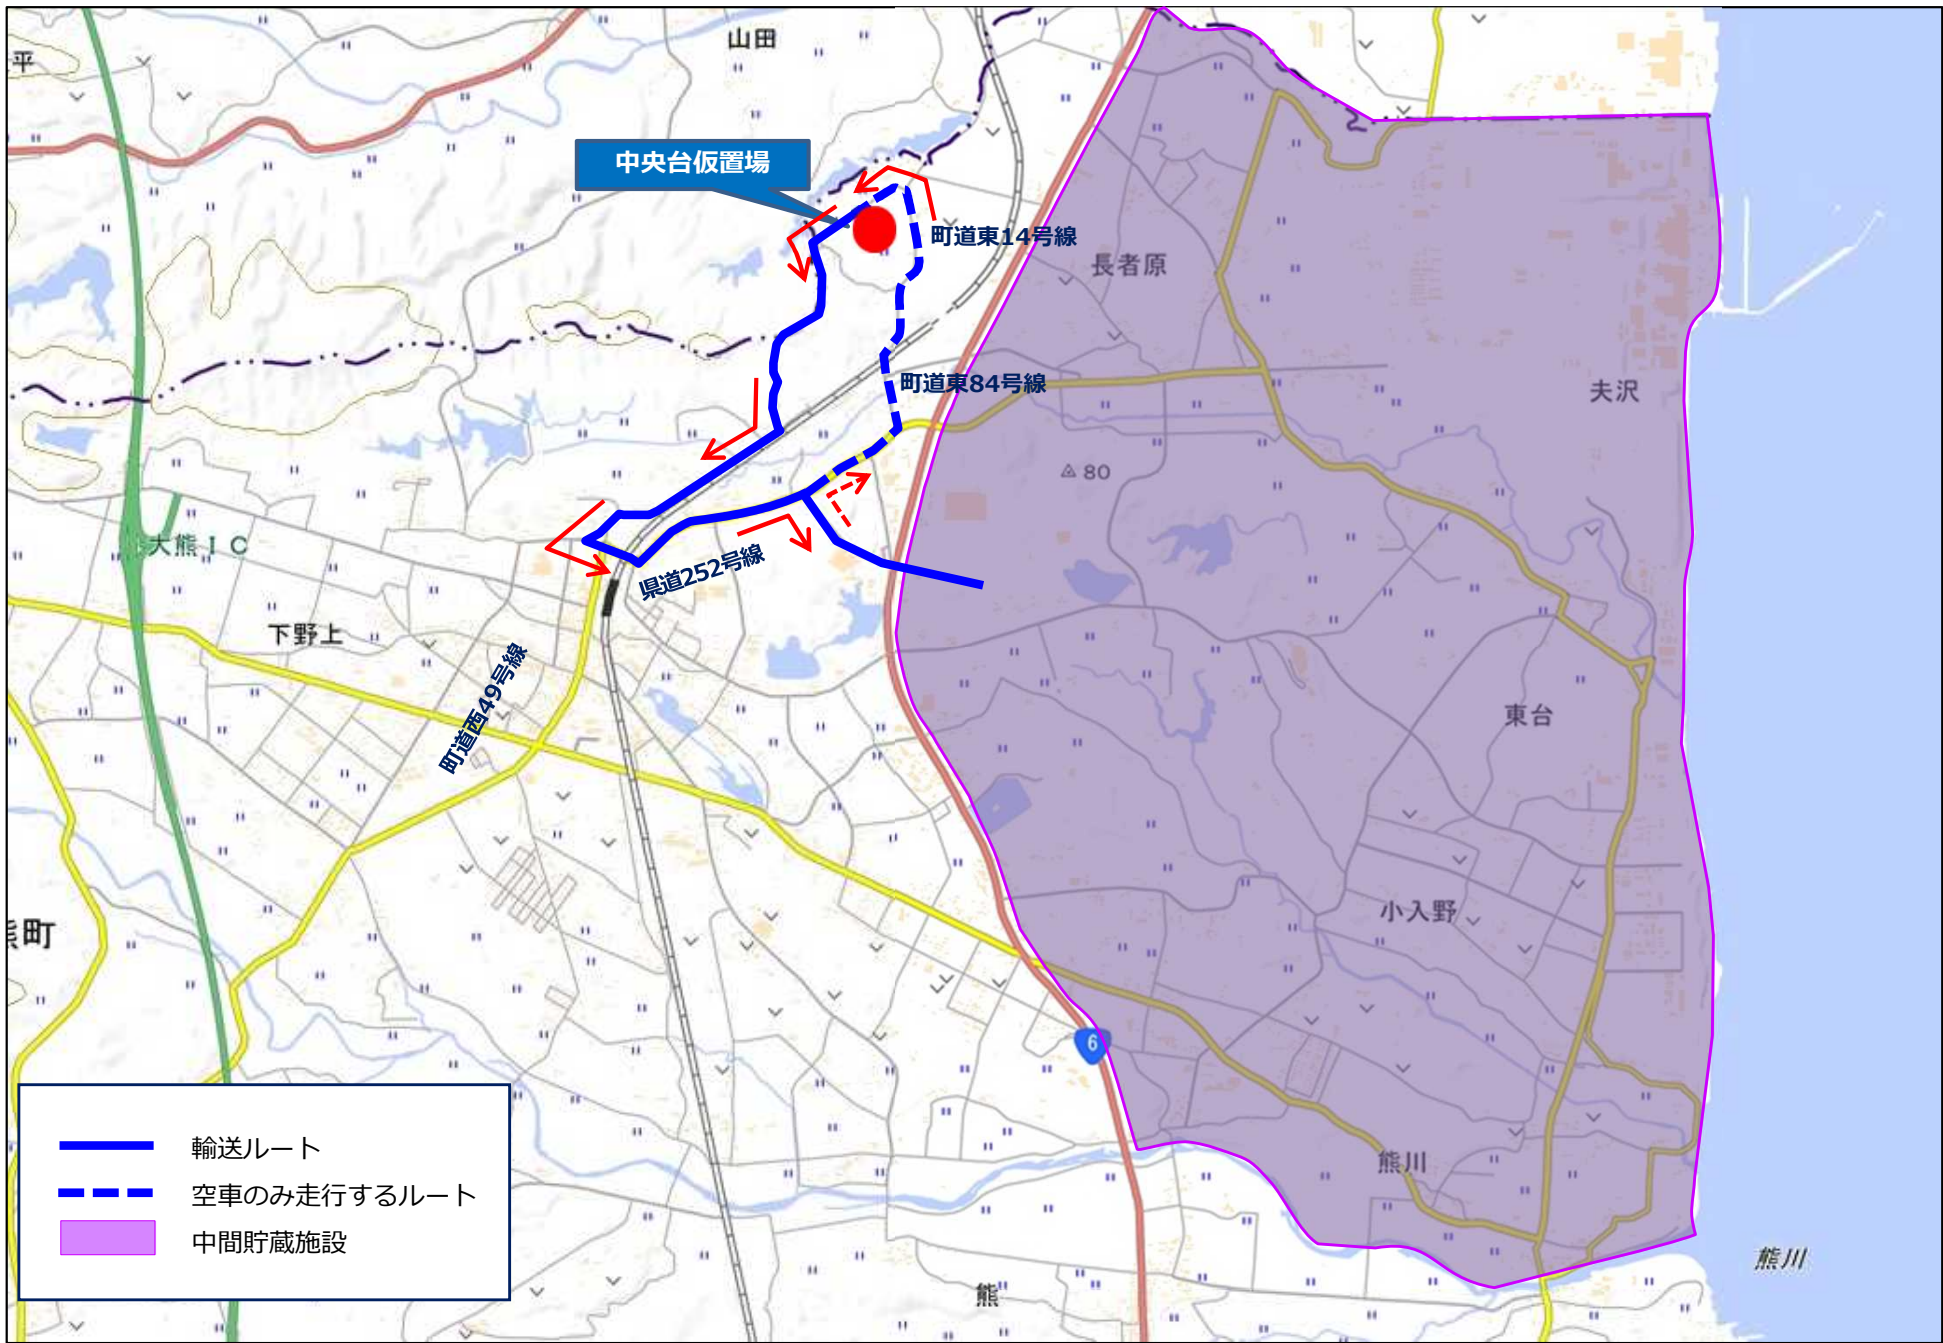 山田
平
中央台仮置場
町道東14号線
長者原
町道東84号線
夫沢
80
大熊IC
県道252号線
下野上
町道西49号線
東台
小入野
熊町
6
熊川
輸送ルート
空車のみ走行するルート
中間貯蔵施設
熊川
熊